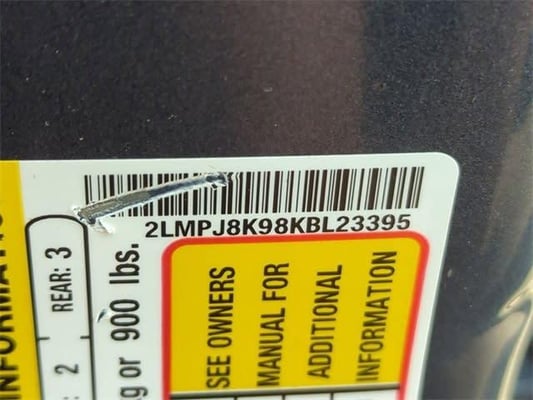 2LMPJ8K98KBL23395
SEE OWNERS
MANUAL FOR
ADDITIONAL
INFORMATION
REAR: 3
: 2
g or 900 lbs.